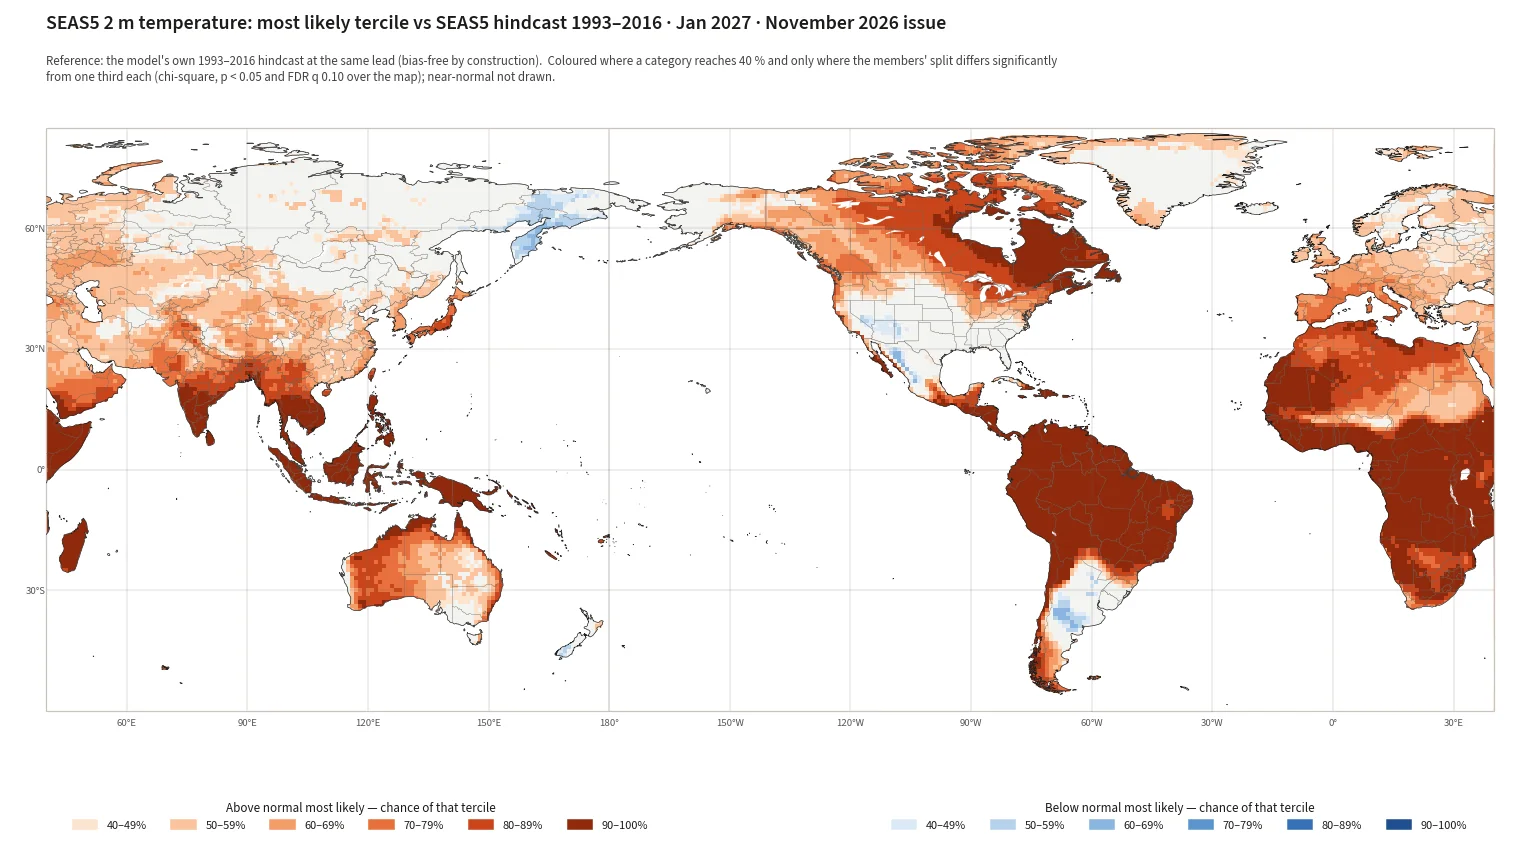 SEAS5 2 m temperature: most likely tercile vs SEAS5 hindcast 1993–2016 · Jan 2027 · November 2026 issue
Reference: the model's own 1993–2016 hindcast at the same lead (bias-free by construction). Coloured where a category reaches 40 % and only where the members' split differs significantly
from one third each (chi-square, p < 0.05 and FDR q 0.10 over the map); near-normal not drawn.
60°N
30°N
0°
30°S
60°E 90°E 120°E 150°E 180° 150°W 120°W 90°W 60°W 30°W 0° 30°E
Above normal most likely — chance of that tercile
40–49% 50–59% 60–69% 70–79% 80–89% 90–100%
Below normal most likely — chance of that tercile
40–49% 50–59% 60–69% 70–79% 80–89% 90–100%